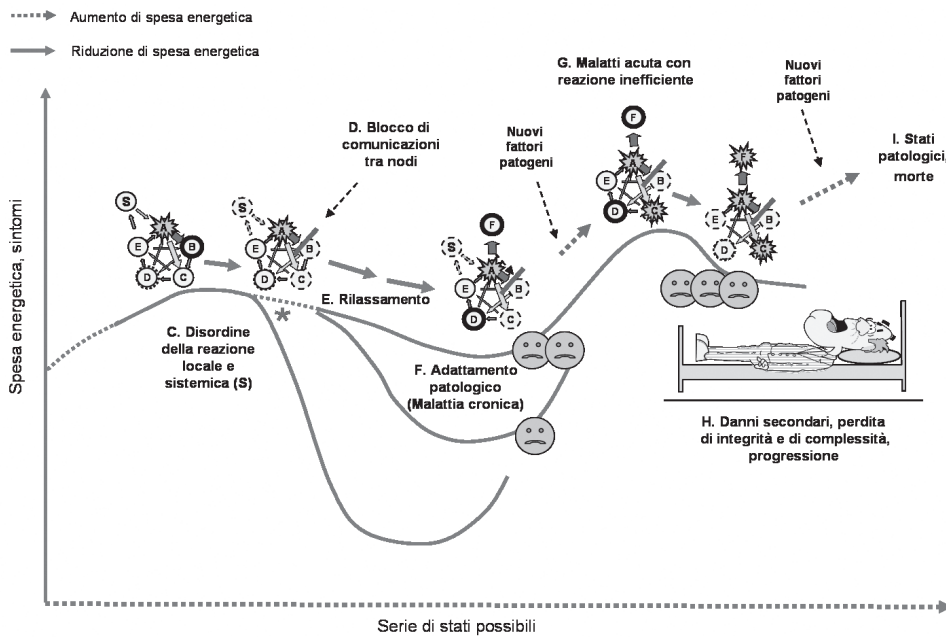 Aumento di spesa energetica
Riduzione di spesa energetica
Spesa energetica, sintomi
D. Blocco di
comunicazioni
tra nodi
Nuovi
fattori
patogeni
G. Malatti acuta con
reazione inefficiente
Nuovi
fattori
patogeni
I. Stati
patologici,
morte
S
A
E
B
D
C
S
A
E
B
D
C
F
S
A
E
B
D
C
F
A
E
B
D
C
F
A
E
B
D
C
C. Disordine
della reazione
locale e
sistemica (S)
*
E. Rilassamento
F. Adattamento
patologico
(Malattia cronica)
H. Danni secondari, perdita
di integrità e di complessità,
progressione
Serie di stati possibili